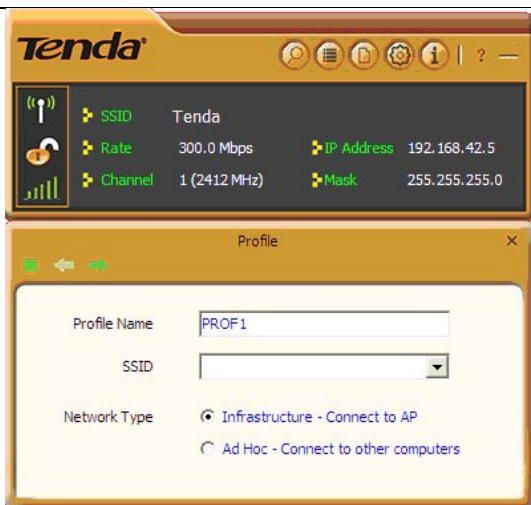 Tenda
i | ? —
SSID Tenda
Rate 300.0 Mbps IP Address 192.168.42.5
Channel 1 (2412 MHz) Mask 255.255.255.0
Profile ×
Profile Name PROF1
SSID
Network Type Infrastructure - Connect to AP
Ad Hoc - Connect to other computers